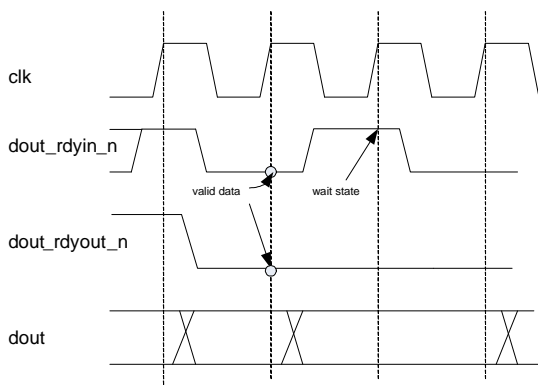 clk
dout_rdyin_n
valid data
wait state
dout_rdyout_n
dout